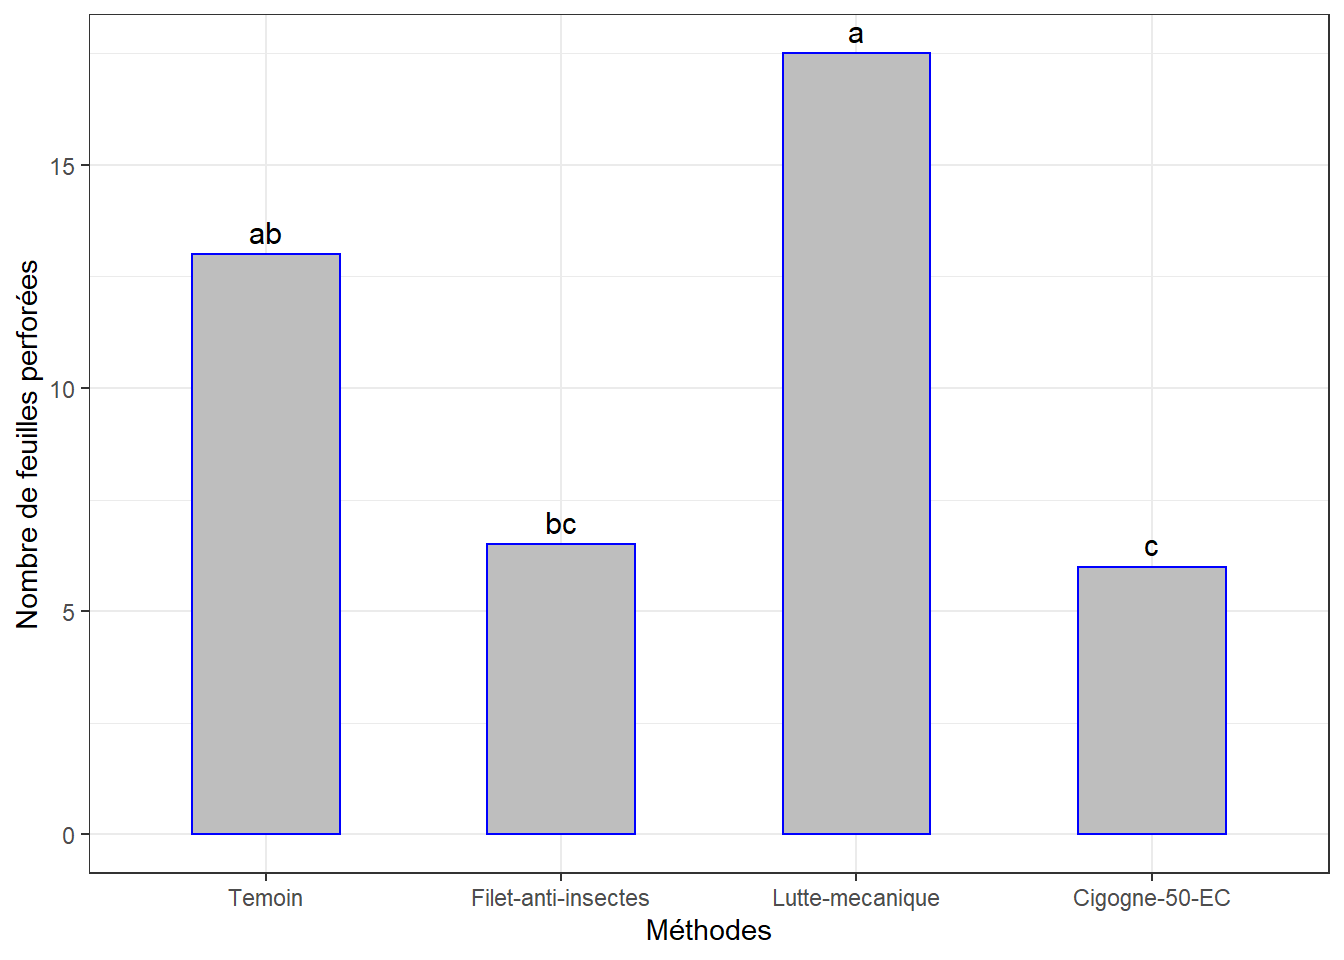 a
15
ab
10
bc
c
5
0
Nombre de feuilles perforées
Temoin Filet-anti-insectes Lutte-mecanique Cigogne-50-EC
Méthodes